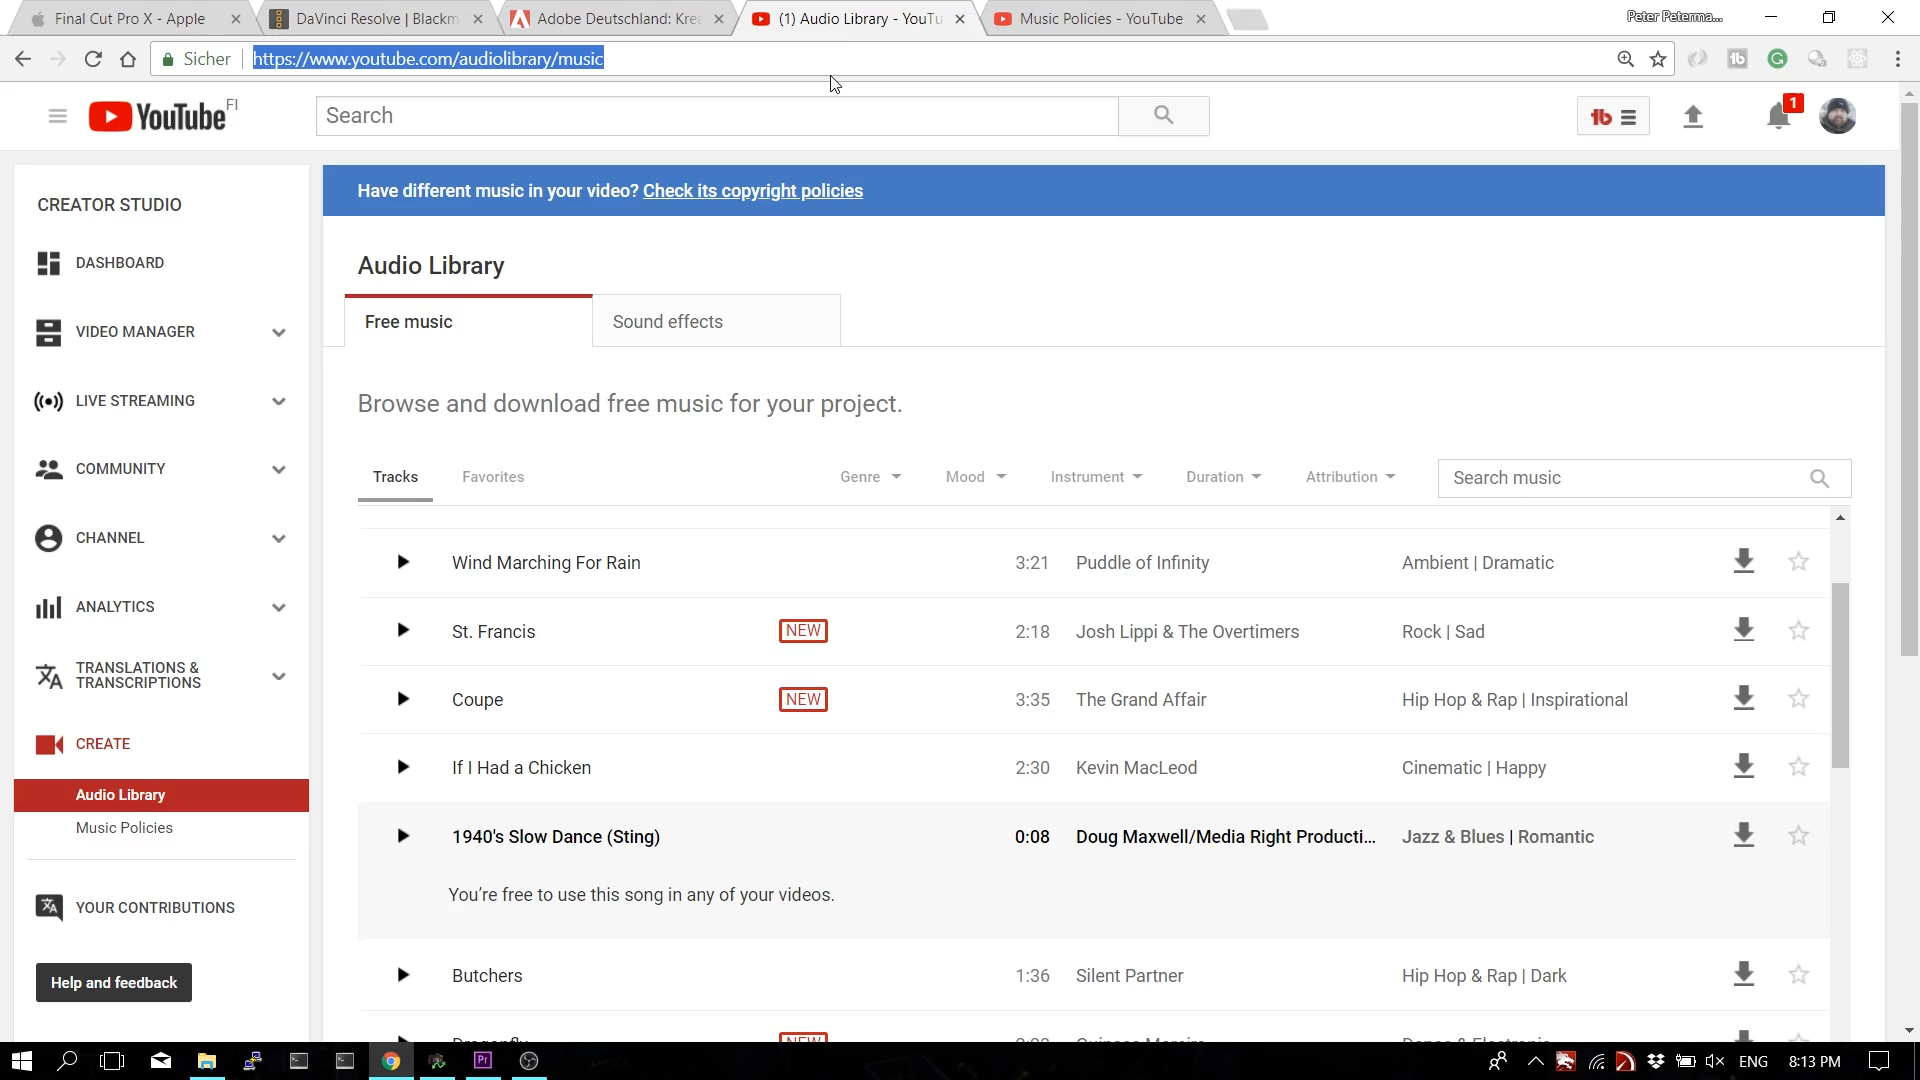 Final Cut Pro X - Apple
DaVinci Resolve | Blackm
Adobe Deutschland: Krea
(1) Audio Library - YouTu
Music Policies - YouTube
Peter Peterma...
Sicher
https://www.youtube.com/audiolibrary/music
YouTube FI
Search
1
CREATOR STUDIO
DASHBOARD
VIDEO MANAGER
LIVE STREAMING
COMMUNITY
CHANNEL
ANALYTICS
TRANSLATIONS &
TRANSCRIPTIONS
CREATE
Audio Library
Music Policies
YOUR CONTRIBUTIONS
Help and feedback
Have different music in your video? Check its copyright policies
Audio Library
Free music
Sound effects
Browse and download free music for your project.
Tracks Favorites Genre Mood Instrument Duration Attribution Search music
Wind Marching For Rain 3:21 Puddle of Infinity Ambient | Dramatic
St. Francis NEW 2:18 Josh Lippi & The Overtimers Rock | Sad
Coupe NEW 3:35 The Grand Affair Hip Hop & Rap | Inspirational
If I Had a Chicken 2:30 Kevin MacLeod Cinematic | Happy
1940's Slow Dance (Sting) 0:08 Doug Maxwell/Media Right Producti... Jazz & Blues | Romantic
You're free to use this song in any of your videos.
Butchers 1:36 Silent Partner Hip Hop & Rap | Dark
NEW
Pr
ENG 8:13 PM